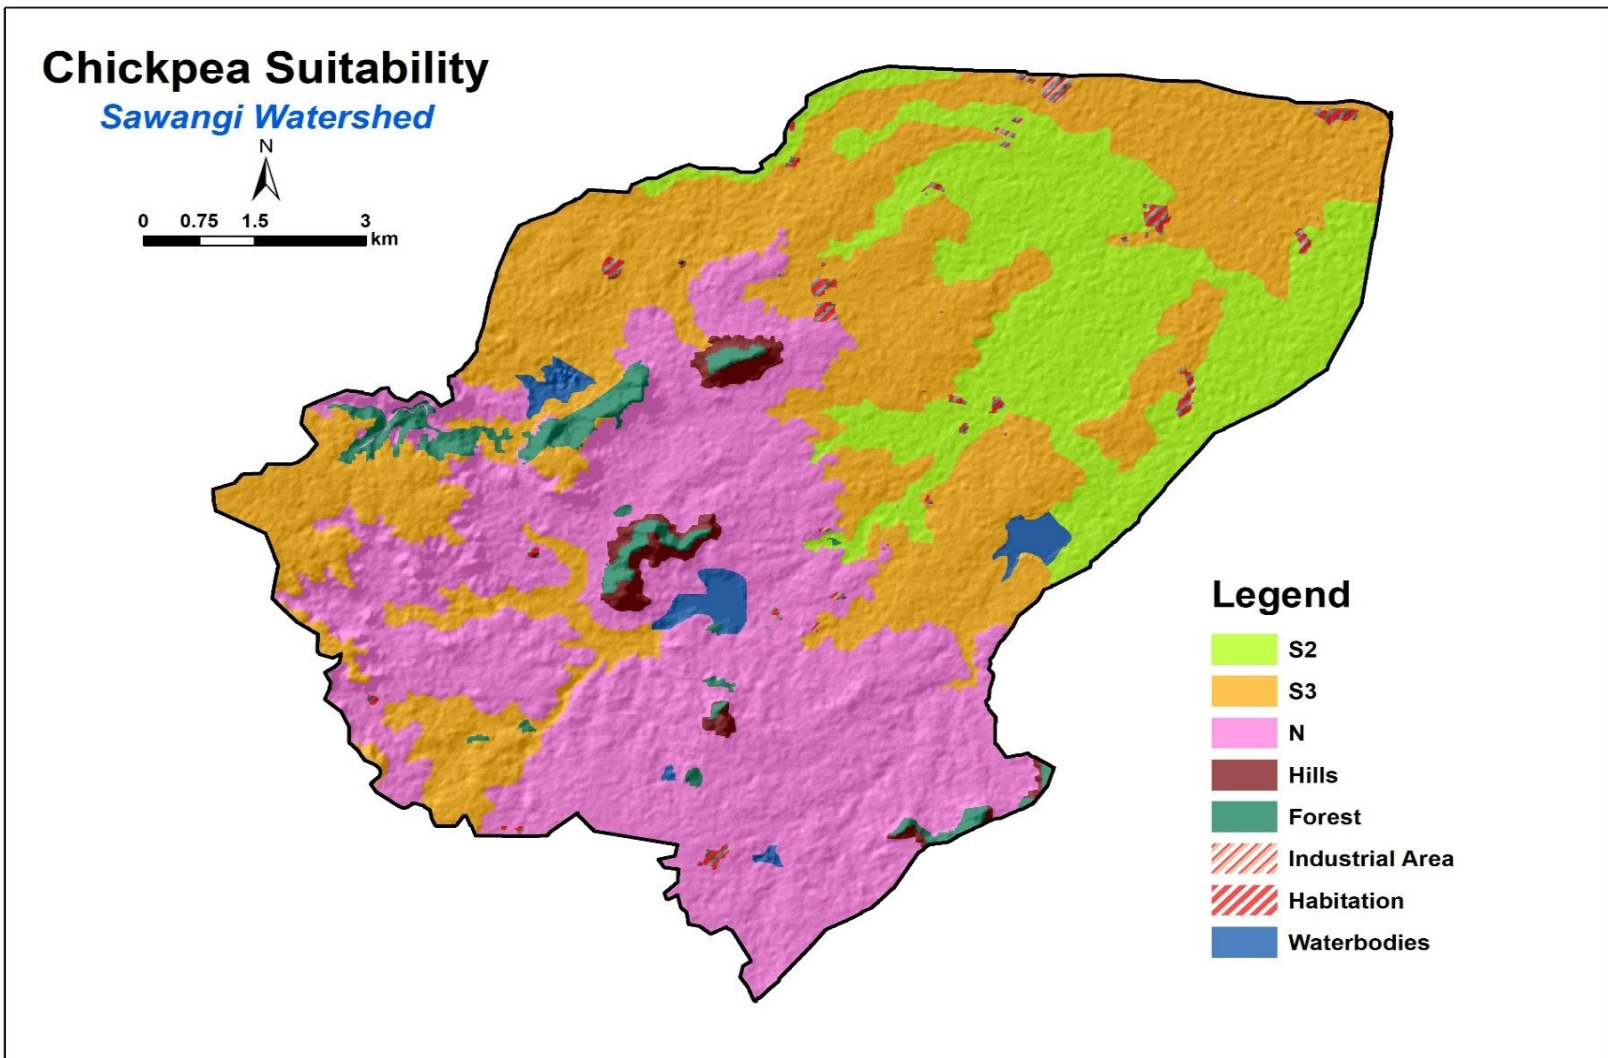 Chickpea Suitability
Sawangi Watershed
N
0 0.75 1.5 3
km
Legend
S2
S3
N
Hills
Forest
Industrial Area
Habitation
Waterbodies